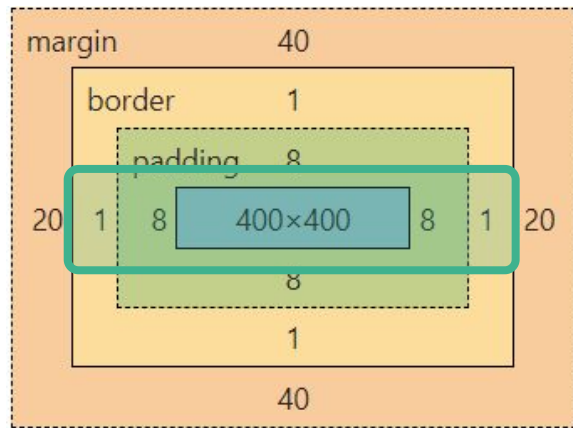 margin 40
border 1
padding 8
20 1 8 400×400 8 1 20
8
1
40